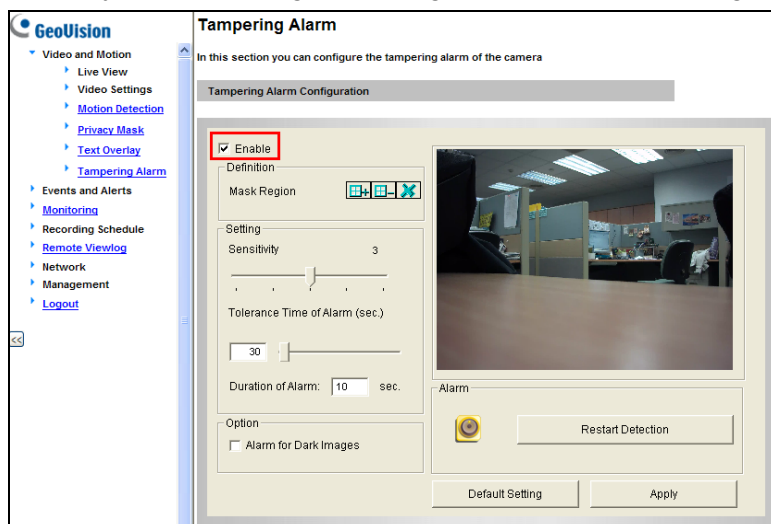 GeoVision
Video and Motion
Live View
Video Settings
Motion Detection
Privacy Mask
Text Overlay
Tampering Alarm
Events and Alerts
Monitoring
Recording Schedule
Remote Viewlog
Network
Management
Logout
<<
Tampering Alarm
In this section you can configure the tampering alarm of the camera
Tampering Alarm Configuration
Enable
Definition
Mask Region
Setting
Sensitivity 3
Tolerance Time of Alarm (sec.)
30
Duration of Alarm: 10 sec.
Option
Alarm for Dark Images
Alarm
Restart Detection
Default Setting
Apply